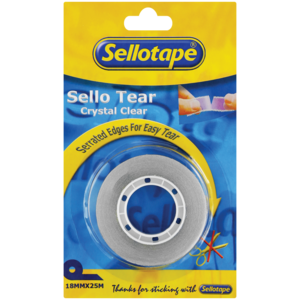 Sellotape
Sello Tear
Crystal Clear
Serrated Edges For Easy Tear
18MMX25M
Thanks for sticking with Sellotape